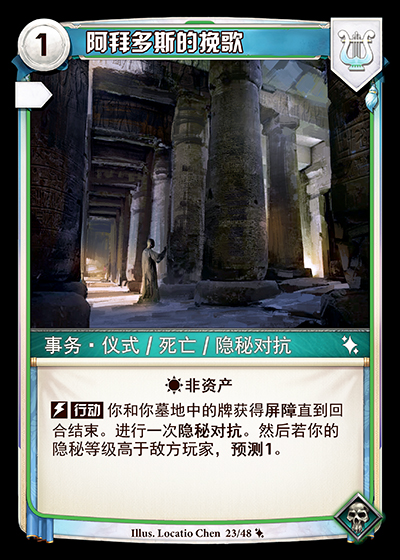 1
阿拜多斯的挽歌
事务·仪式 / 死亡 / 隐秘对抗
非资产
行动 你和你墓地中的牌获得屏障直到回
合结束。进行一次隐秘对抗。然后若你的
隐秘等级高于敌方玩家，预测1。
Illus. Locatio Chen 23/48